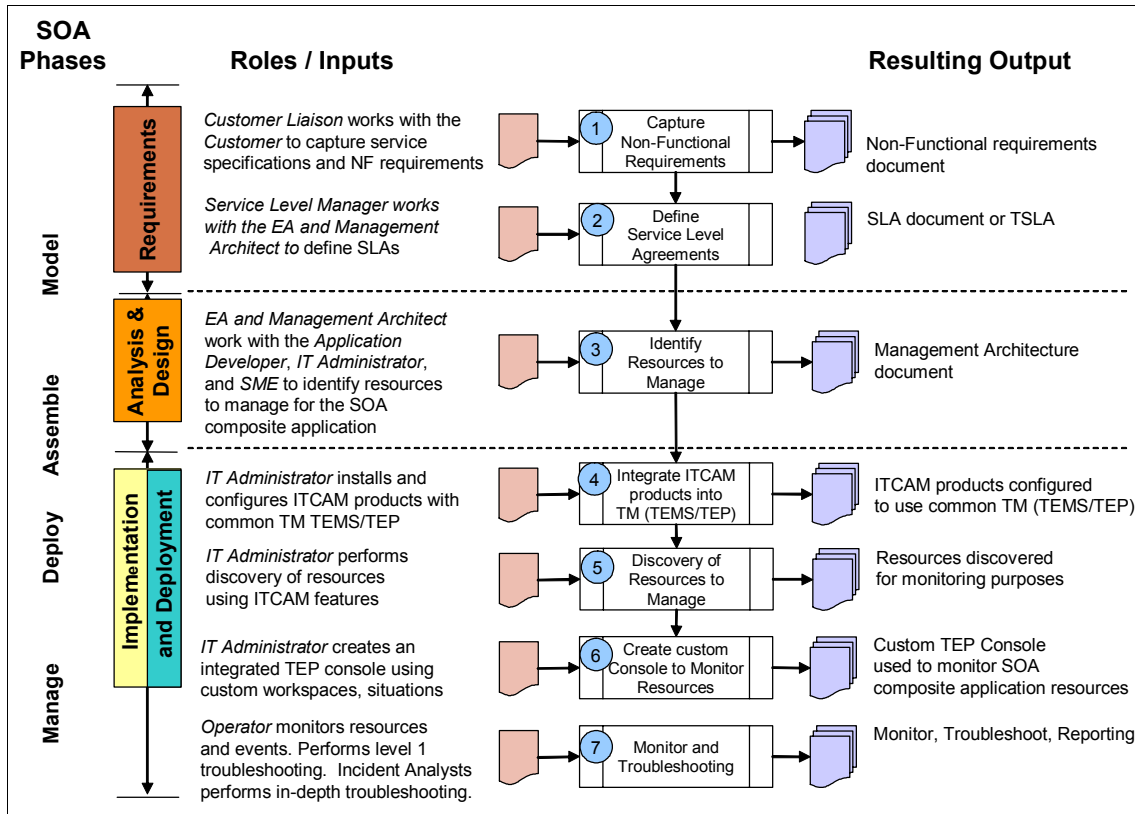 SOA
Phases
Roles / Inputs
Resulting Output
Model
Assemble
Deploy
Manage
Requirements
Analysis &
Design
Implementation
and Deployment
Customer Liaison works with the
Customer to capture service
specifications and NF requirements
1
Capture
Non-Functional
Requirements
Non-Functional requirements
document
Service Level Manager works
with the EA and Management
Architect to define SLAs
2
Define
Service Level
Agreements
SLA document or TSLA
EA and Management Architect
work with the Application
Developer, IT Administrator,
and SME to identify resources
to manage for the SOA
composite application
3
Identify
Resources to
Manage
Management Architecture
document
IT Administrator installs and
configures ITCAM products with
common TM TEMS/TEP
4
Integrate ITCAM
products into
TM (TEMS/TEP)
ITCAM products configured
to use common TM (TEMS/TEP)
IT Administrator performs
discovery of resources
using ITCAM features
5
Discovery of
Resources to
Manage
Resources discovered
for monitoring purposes
IT Administrator creates an
integrated TEP console using
custom workspaces, situations
6
Create custom
Console to Monitor
Resources
Custom TEP Console
used to monitor SOA
composite application resources
Operator monitors resources
and events. Performs level 1
troubleshooting. Incident Analysts
performs in-depth troubleshooting.
7
Monitor and
Troubleshooting
Monitor, Troubleshoot, Reporting